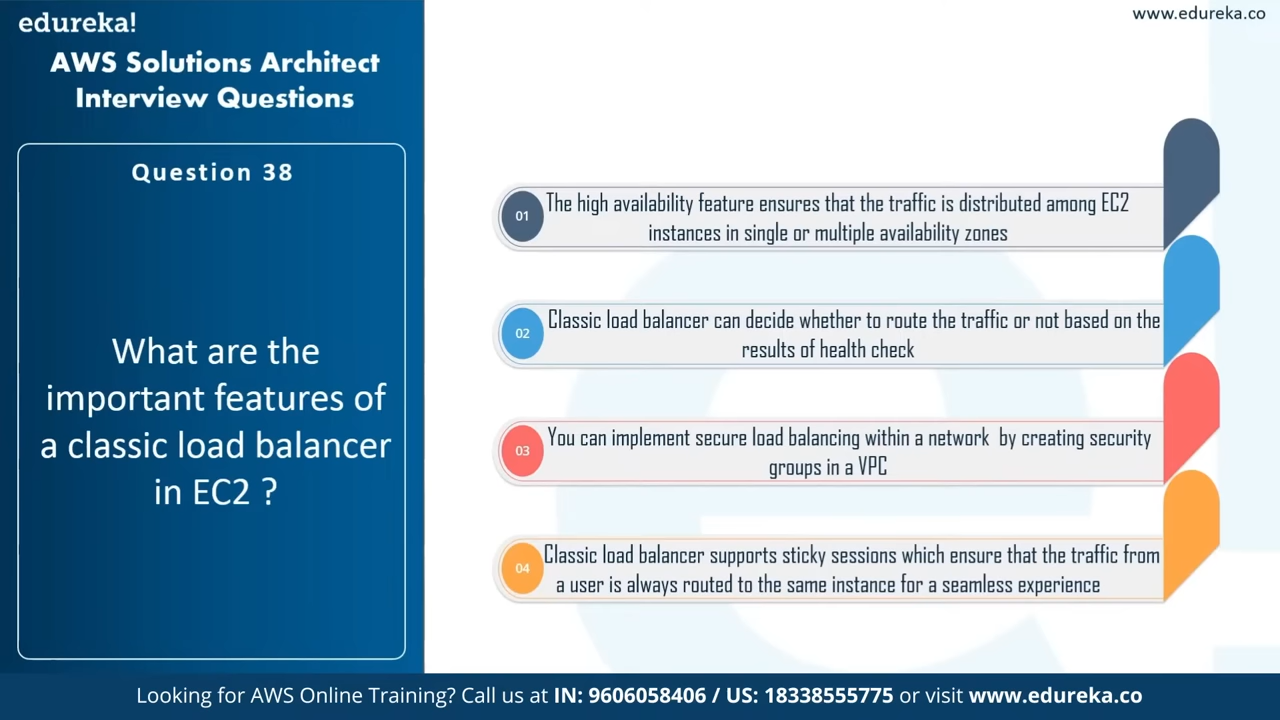 edureka!
www.edureka.co
AWS Solutions Architect
Interview Questions
Question 38
What are the
important features of
a classic load balancer
in EC2 ?
01
The high availability feature ensures that the traffic is distributed among EC2
instances in single or multiple availability zones
02
Classic load balancer can decide whether to route the traffic or not based on the
results of health check
03
You can implement secure load balancing within a network by creating security
groups in a VPC
04
Classic load balancer supports sticky sessions which ensure that the traffic from
a user is always routed to the same instance for a seamless experience
Looking for AWS Online Training? Call us at IN: 9606058406 / US: 18338555775 or visit www.edureka.co